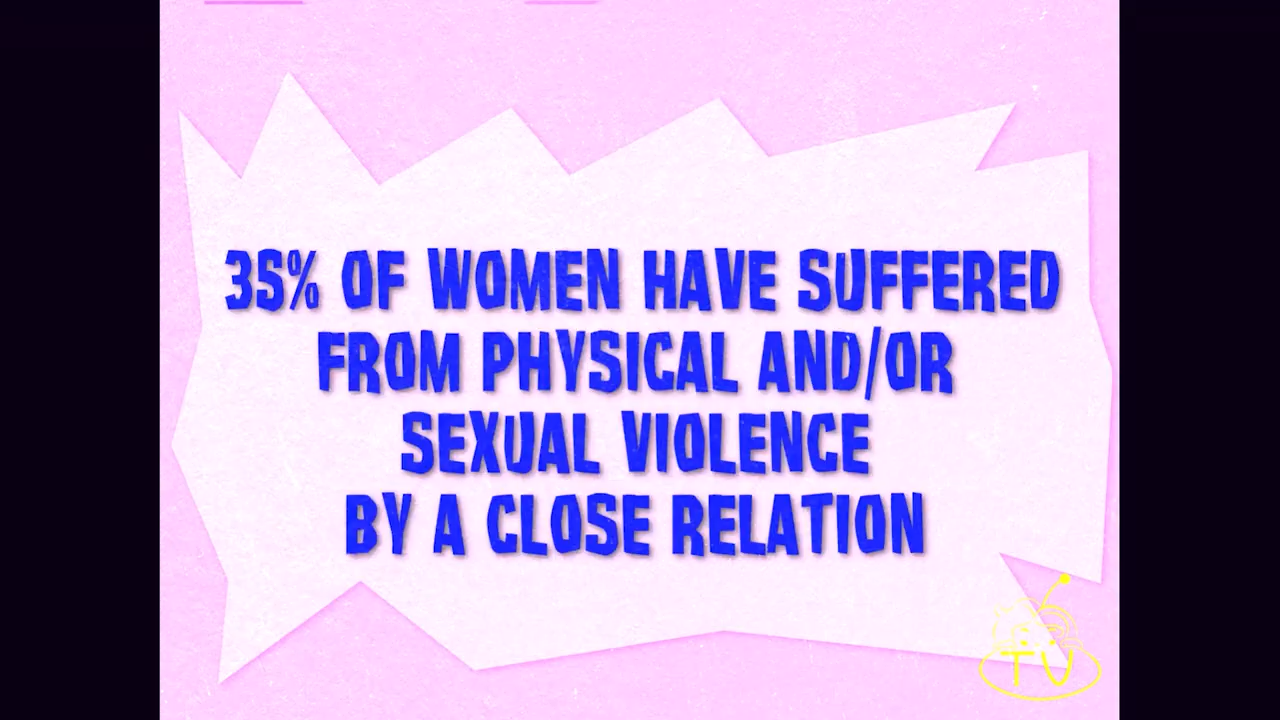 35% OF WOMEN HAVE SUFFERED
FROM PHYSICAL AND/OR
SEXUAL VIOLENCE
BY A CLOSE RELATION
TV